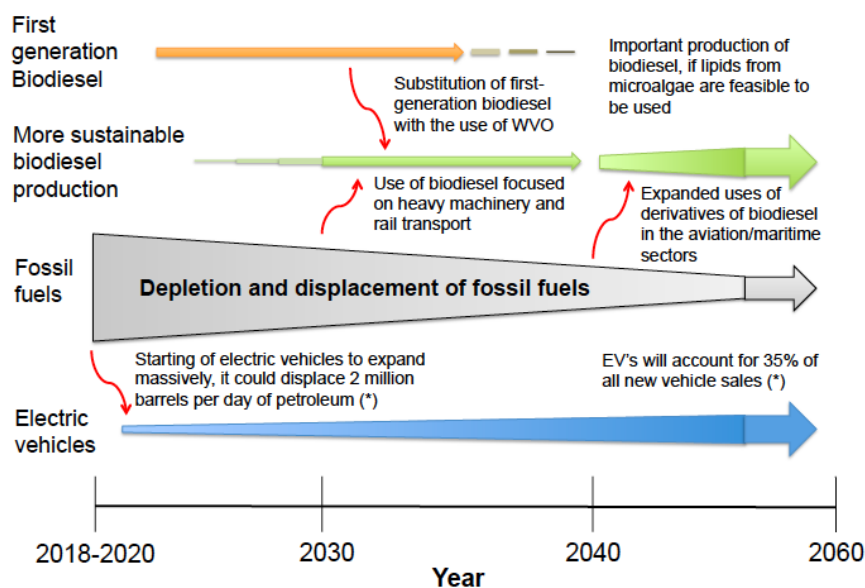 First
generation
Biodiesel
Important production of
biodiesel, if lipids from
microalgae are feasible to
be used
Substitution of first-
generation biodiesel
with the use of WVO
More sustainable
biodiesel
production
Use of biodiesel focused
on heavy machinery and
rail transport
Expanded uses of
derivatives of biodiesel
in the aviation/maritime
sectors
Fossil
fuels
Depletion and displacement of fossil fuels
Starting of electric vehicles to expand
massively, it could displace 2 million
barrels per day of petroleum (*)
EV's will account for 35% of
all new vehicle sales (*)
Electric
vehicles
2018-2020
2030
2040
2060
Year